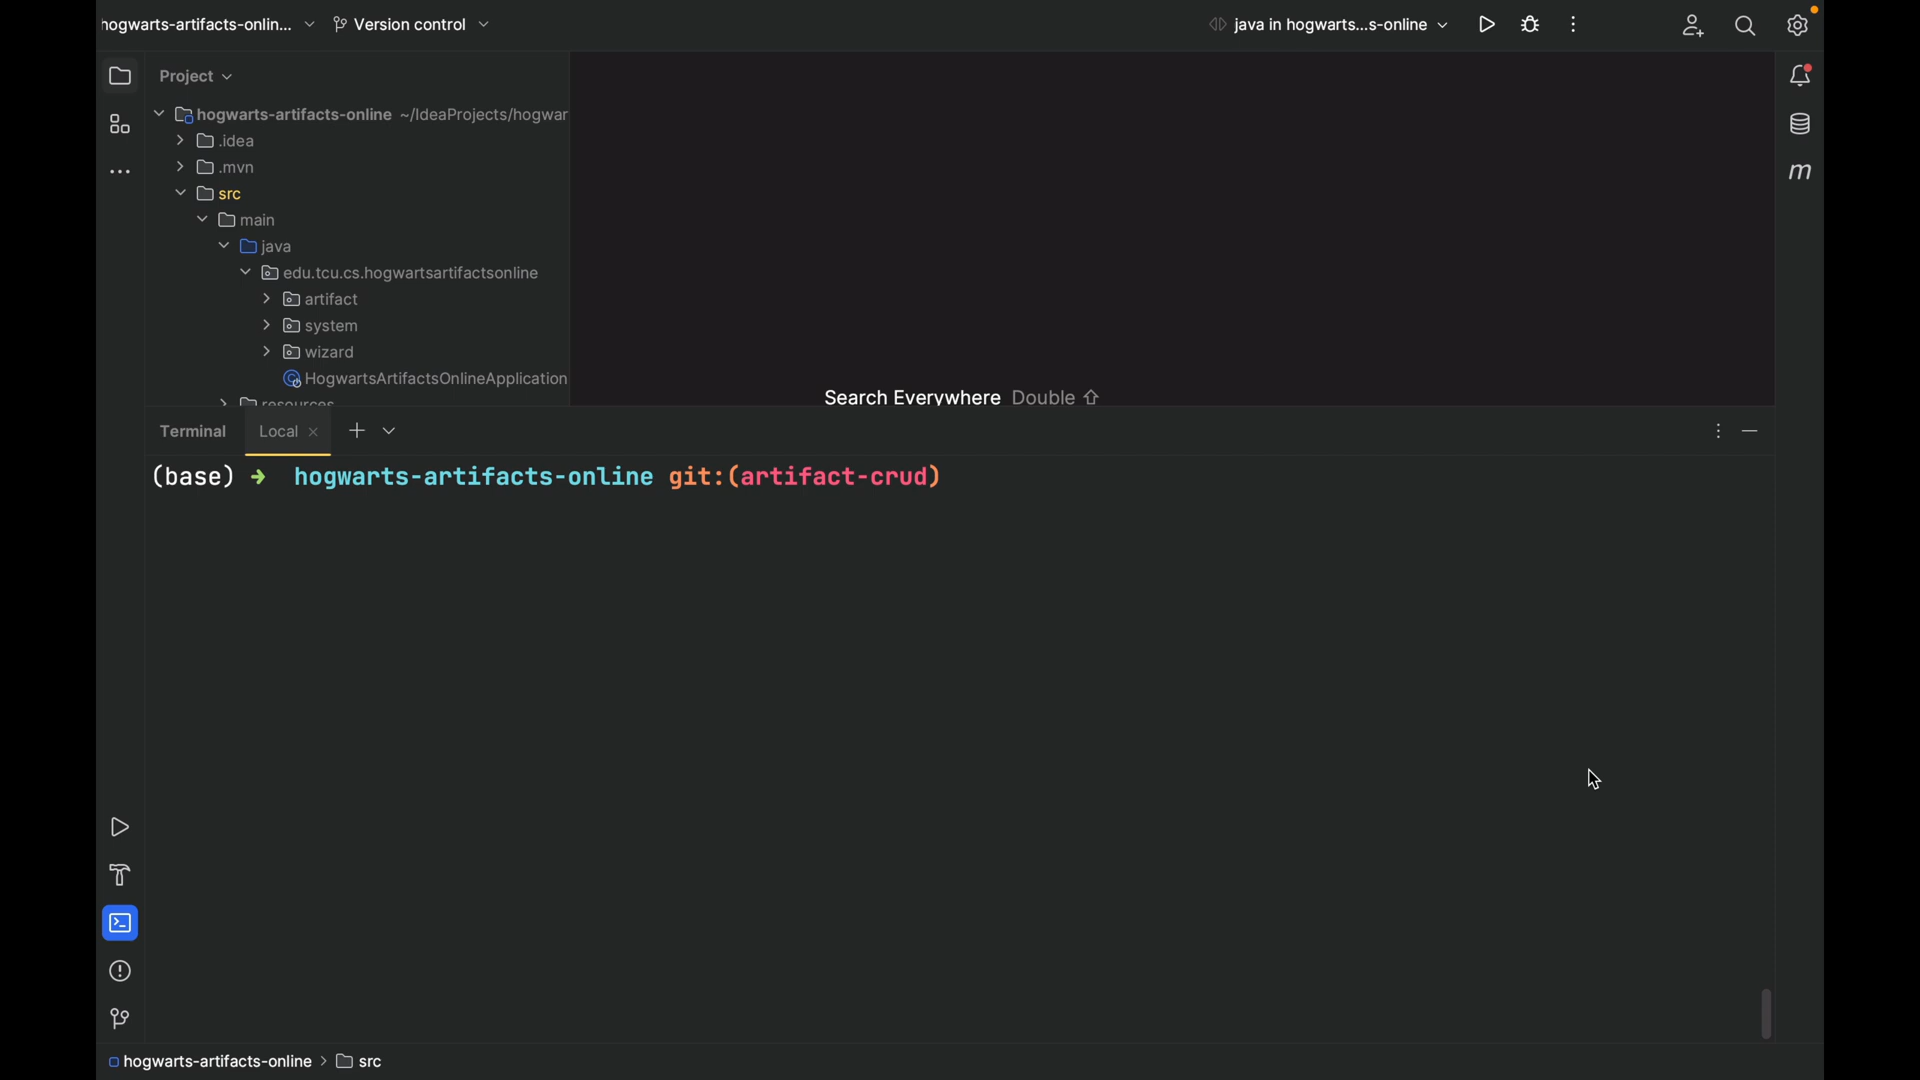 hogwarts-artifacts-onlin... Version control java in hogwarts...s-online
Project
hogwarts-artifacts-online ~/IdeaProjects/hogwar
.idea
.mvn
src
main
java
edu.tcu.cs.hogwartsartifactsonline
artifact
system
wizard
HogwartsArtifactsOnlineApplication
resources
Search Everywhere Double ⇧
m
Terminal Local
(base) ➜ hogwarts-artifacts-online git:(artifact-crud)
hogwarts-artifacts-online > src